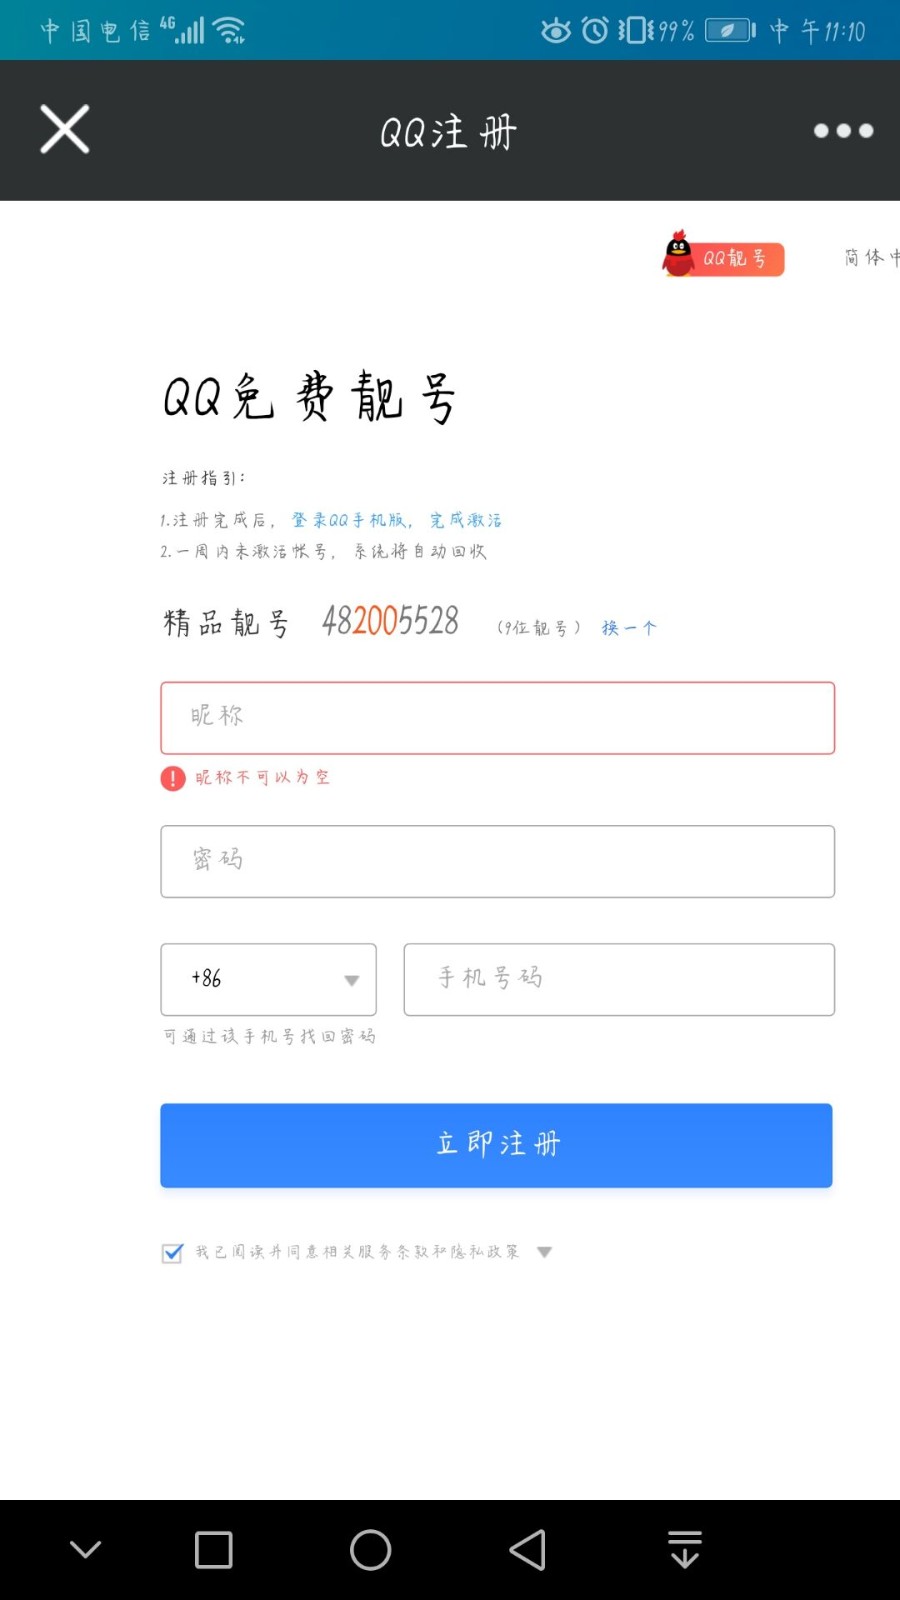 中国电信 4G 99% 中午11:10
QQ注册
QQ靓号 简体中
QQ免费靓号
注册指引:
1.注册完成后,登录QQ手机版,完成激活
2.一周内未激活帐号,系统将自动回收
精品靓号 482005528 (9位靓号) 换一个
昵称
昵称不可以为空
密码
+86 手机号码
可通过该手机号找回密码
立即注册
我已阅读并同意相关服务条款和隐私政策